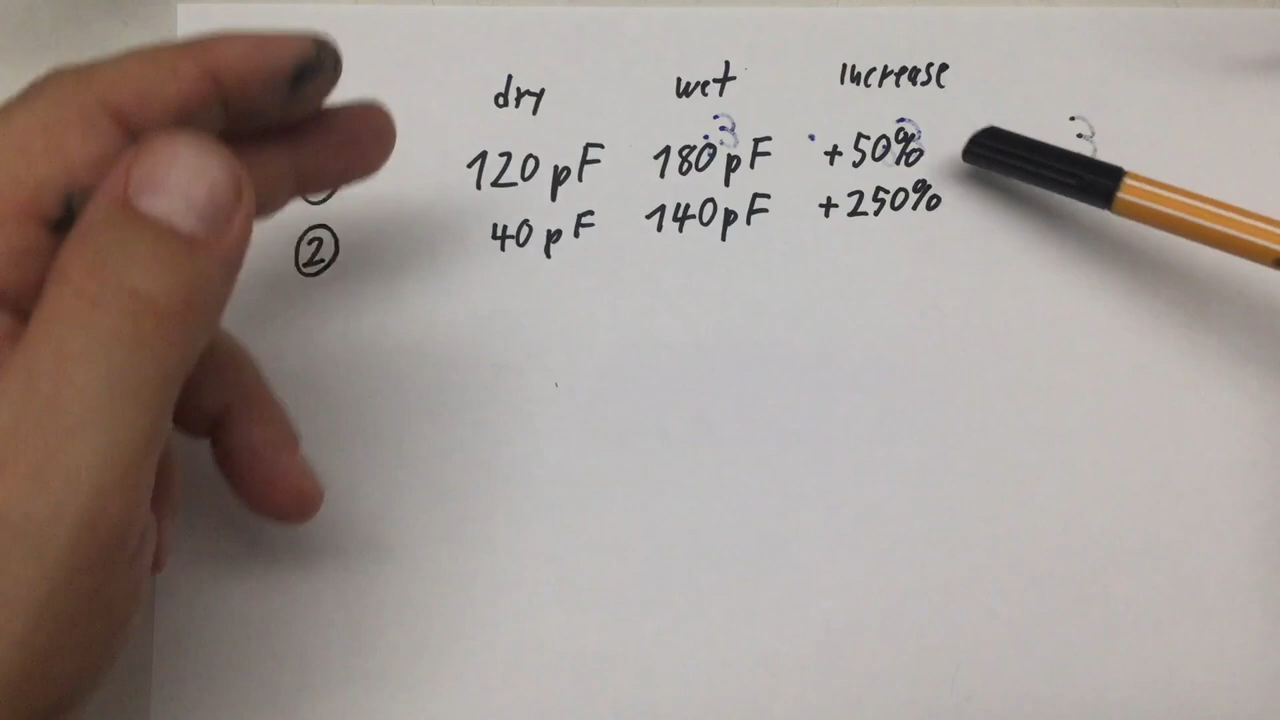 dry wet increase
120 pF 180 pF +50%
② 40 pF 140 pF +250%